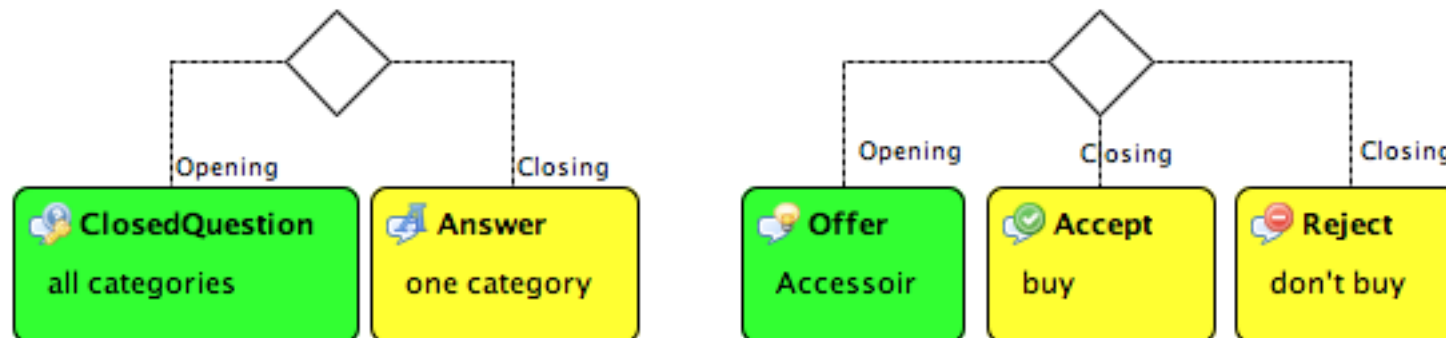 Opening
Closing
ClosedQuestion
all categories
Answer
one category
Opening
Closing
Closing
Offer
Accessoir
Accept
buy
Reject
don't buy